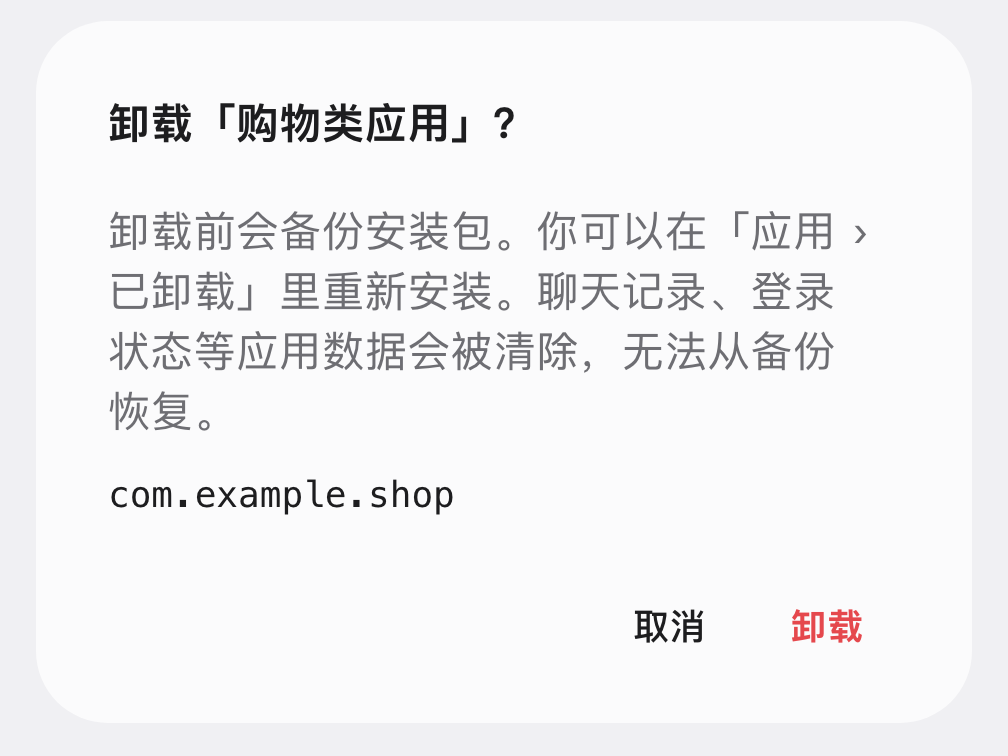 卸载「购物类应用」?
卸载前会备份安装包。你可以在「应用 ›
已卸载」里重新安装。聊天记录、登录
状态等应用数据会被清除，无法从备份
恢复。
com.example.shop
取消 卸载